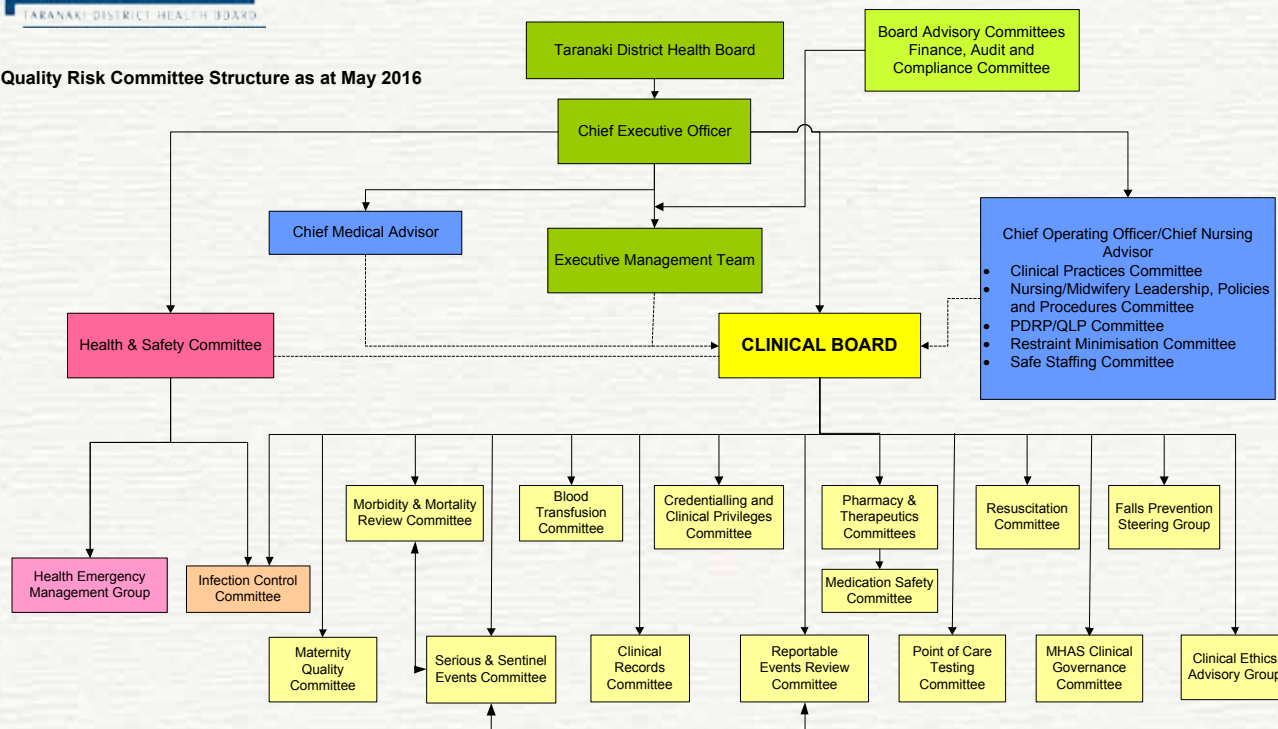 TARANAKI DISTRICT HEALTH BOARD
Quality Risk Committee Structure as at May 2016
Taranaki District Health Board
Board Advisory Committees
Finance, Audit and
Compliance Committee
Chief Executive Officer
Chief Medical Advisor
Executive Management Team
Chief Operating Officer/Chief Nursing
Advisor
• Clinical Practices Committee
• Nursing/Midwifery Leadership, Policies
and Procedures Committee
• PDRP/QLP Committee
• Restraint Minimisation Committee
• Safe Staffing Committee
Health & Safety Committee
CLINICAL BOARD
Morbidity & Mortality
Review Committee
Blood
Transfusion
Committee
Credentialling and
Clinical Privileges
Committee
Pharmacy &
Therapeutics
Committees
Resuscitation
Committee
Falls Prevention
Steering Group
Health Emergency
Management Group
Infection Control
Committee
Medication Safety
Committee
Maternity
Quality
Committee
Serious & Sentinel
Events Committee
Clinical
Records
Committee
Reportable
Events Review
Committee
Point of Care
Testing
Committee
MHAS Clinical
Governance
Committee
Clinical Ethics
Advisory Group